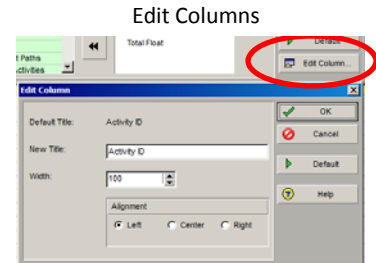 Edit Columns
Total Float
Default
t Paths
Activities
Edit Column...
Edit Column
Default Title:
Activity ID
OK
Cancel
New Title:
Activity ID
Default
Width:
100
Help
Alignment
Left
Center
Right